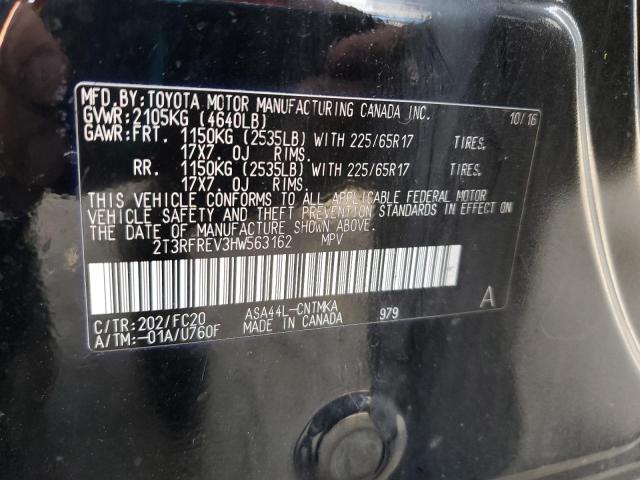 MFD. BY: TOYOTA MOTOR MANUFACTURING CANADA INC. 10/16
GVWR: 2105KG (4640LB)
GAWR: FRT. 1150KG (2535LB) WITH 225/65R17 TIRES.
17X7. 0J RIMS.
RR. 1150KG (2535LB) WITH 225/65R17 TIRES.
17X7. 0J RIMS.
THIS VEHICLE CONFORMS TO ALL APPLICABLE FEDERAL MOTOR
VEHICLE SAFETY AND THEFT PREVENTION STANDARDS IN EFFECT ON
THE DATE OF MANUFACTURE SHOWN ABOVE.
2T3RFREV3HW563162 MPV
A
C/TR: 202/FC20 ASA44L-CNTMKA
A/TM: -01A/U760F MADE IN CANADA 979